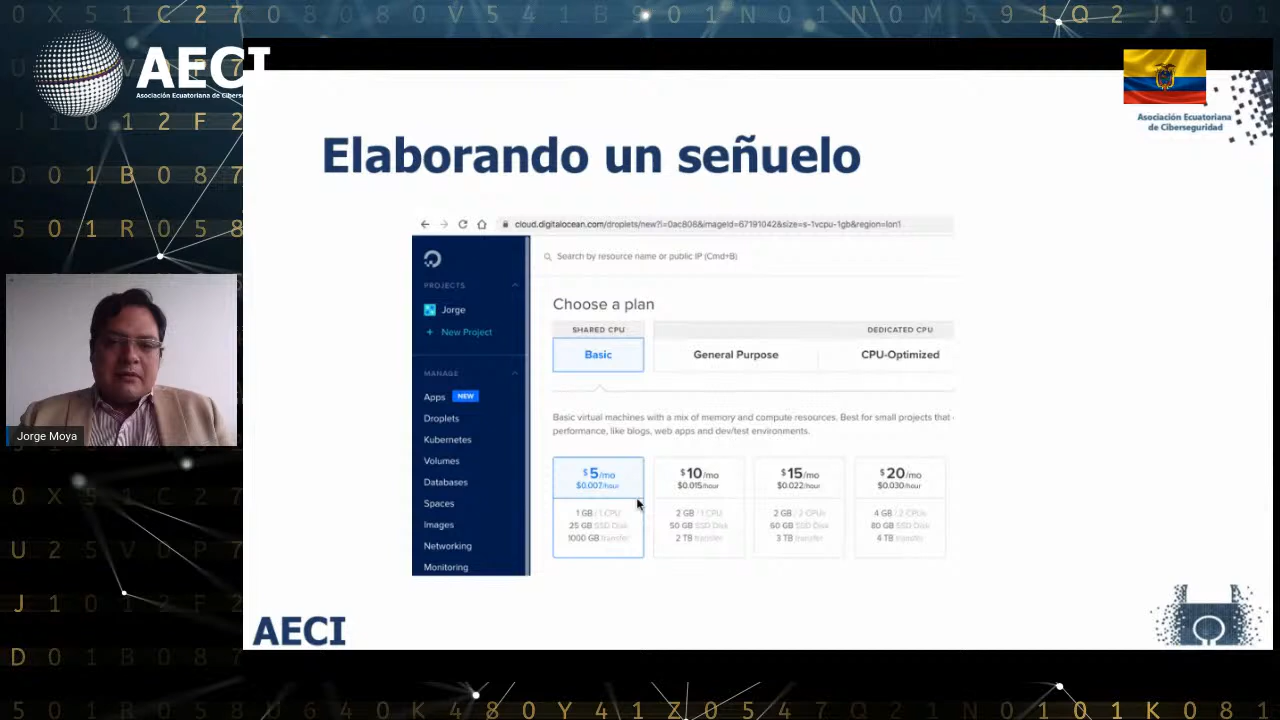 AECI
Asociación Ecuatoriana de
Asociación Ecuatoriana
de Ciberseguridad
Elaborando un señuelo
cloud.digitalocean.com/droplets/new?i=0ac808&imageId=67191042&size=s-1vcpu-1gb&region=lon1
Search by resource name or public IP (Cmd+B)
PROJECTS
Jorge
+ New Project
MANAGE
Apps NEW
Droplets
Kubernetes
Volumes
Databases
Spaces
Images
Networking
Monitoring
Choose a plan
SHARED CPU
DEDICATED CPU
Basic
General Purpose
CPU-Optimized
Basic virtual machines with a mix of memory and compute resources. Best for small projects that
performance, like blogs, web apps and dev/test environments.
$5/mo
$0.007/hour
1 GB / 1 CPU
25 GB SSD Disk
1000 GB transfer
$10/mo
$0.015/hour
2 GB / 1 CPU
50 GB SSD Disk
2 TB transfer
$15/mo
$0.022/hour
2 GB / 2 CPUs
60 GB SSD Disk
3 TB transfer
$20/mo
$0.030/hour
4 GB / 2 CPUs
80 GB SSD Disk
4 TB transfer
Jorge Moya
AECI